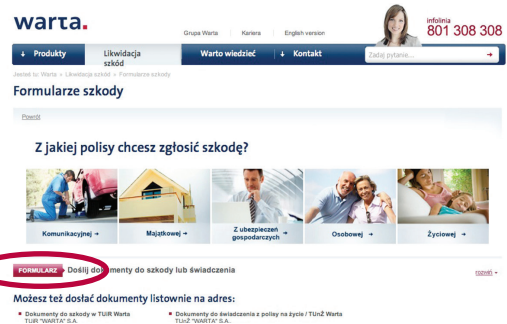 warta.
Grupa Warta
Kariera
English version
infolinia
801 308 308
Produkty
Likwidacja szkód
Warto wiedzieć
Kontakt
Zadaj pytanie...
Jesteś tu: Warta » Likwidacja szkód » Formularze szkody
Formularze szkody
Powrót
Z jakiej polisy chcesz zgłosić szkodę?
Komunikacyjnej
Majątkowej
Z ubezpieczeń gospodarczych
Osobowej
Życiowej
FORMULARZ
Doślij dokumenty do szkody lub świadczenia
rozwiń
Możesz też dosłać dokumenty listownie na adres:
Dokumenty do szkody w TUiR Warta
TUiR "WARTA" S.A.
Dokumenty do świadczenia z polisy na życie / TUnŻ Warta
TUnŻ "WARTA" S.A.